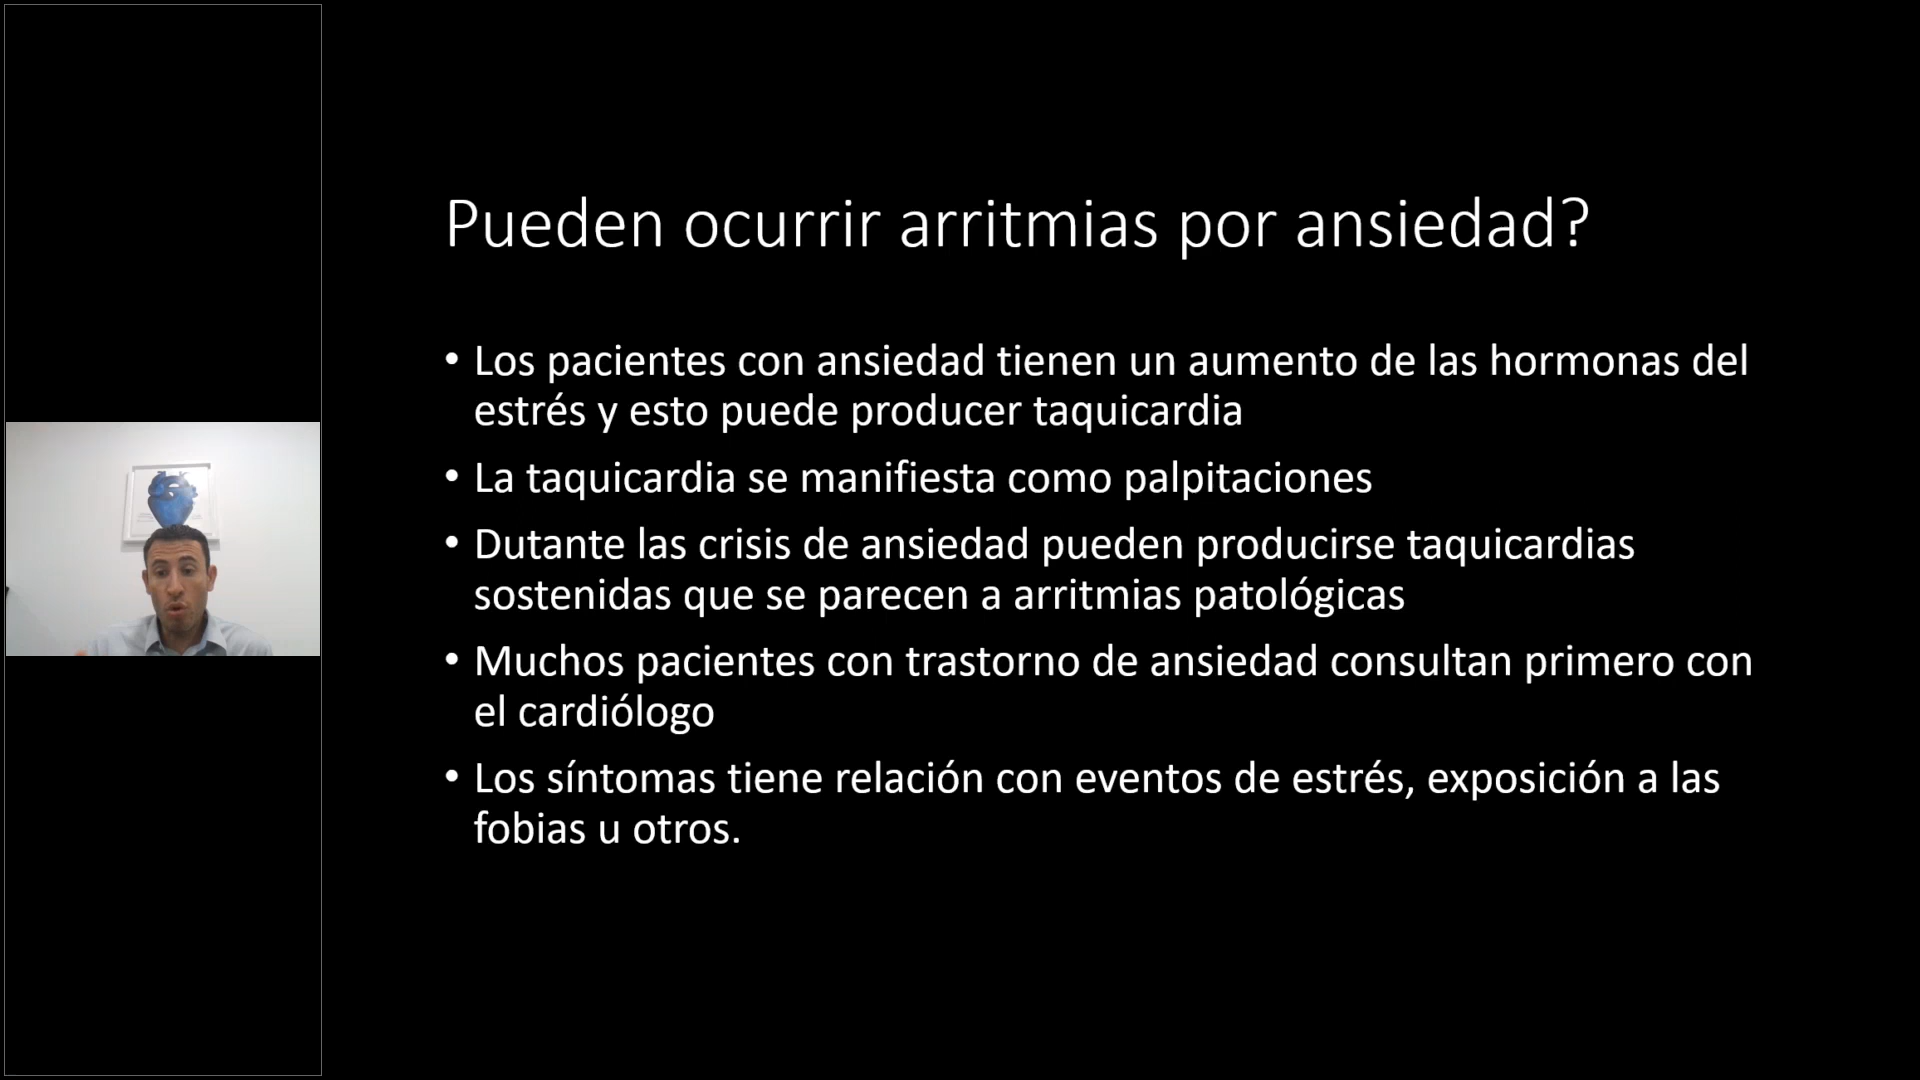 Pueden ocurrir arritmias por ansiedad?
• Los pacientes con ansiedad tienen un aumento de las hormonas del
estrés y esto puede producer taquicardia
• La taquicardia se manifiesta como palpitaciones
• Dutante las crisis de ansiedad pueden producirse taquicardias
sostenidas que se parecen a arritmias patológicas
• Muchos pacientes con trastorno de ansiedad consultan primero con
el cardiólogo
• Los síntomas tiene relación con eventos de estrés, exposición a las
fobias u otros.